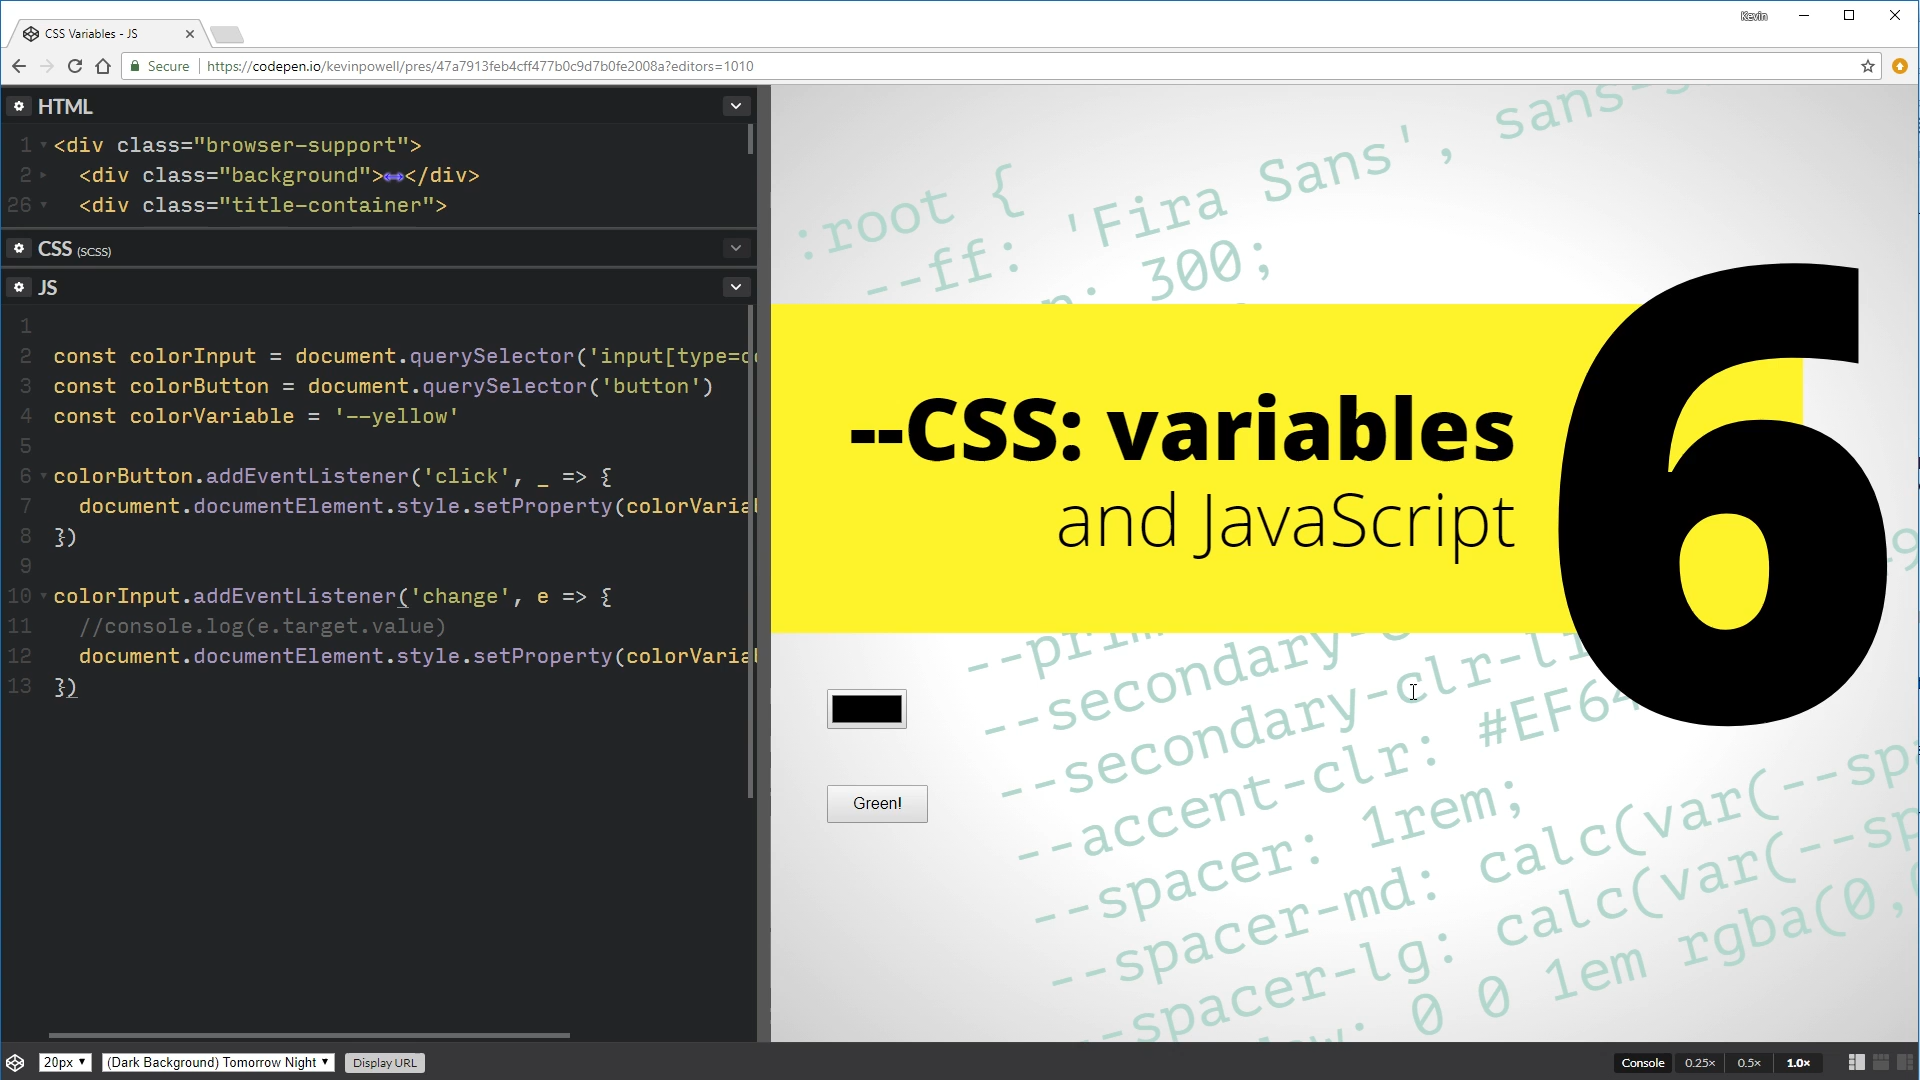 Kevin
CSS Variables - JS
Secure
https://codepen.io/kevinpowell/pres/47a7913feb4cff477b0c9d7b0fe2008a?editors=1010
HTML
1 <div class="browser-support">
2 <div class="background"></div>
26 <div class="title-container">
CSS (SCSS)
JS
1
2 const colorInput = document.querySelector('input[type=
3 const colorButton = document.querySelector('button')
4 const colorVariable = '--yellow'
5
6 colorButton.addEventListener('click', _ => {
7 document.documentElement.style.setProperty(colorVaria
8 })
9
10 colorInput.addEventListener('change', e => {
11 //console.log(e.target.value)
12 document.documentElement.style.setProperty(colorVaria
13 })
:root {
--ff: 'Fira Sans', sans-s
300;
--CSS: variables
and JavaScript
6
--prim
--secondary-
--secondary-clr-li
--accent-clr: #EF64
--spacer: 1rem;
--spacer-md: calc(var(--sp
--spacer-lg: calc(var(--sp
0 0 1em rgba(0,
Green!
20px
(Dark Background) Tomorrow Night
Display URL
Console 0.25× 0.5× 1.0×